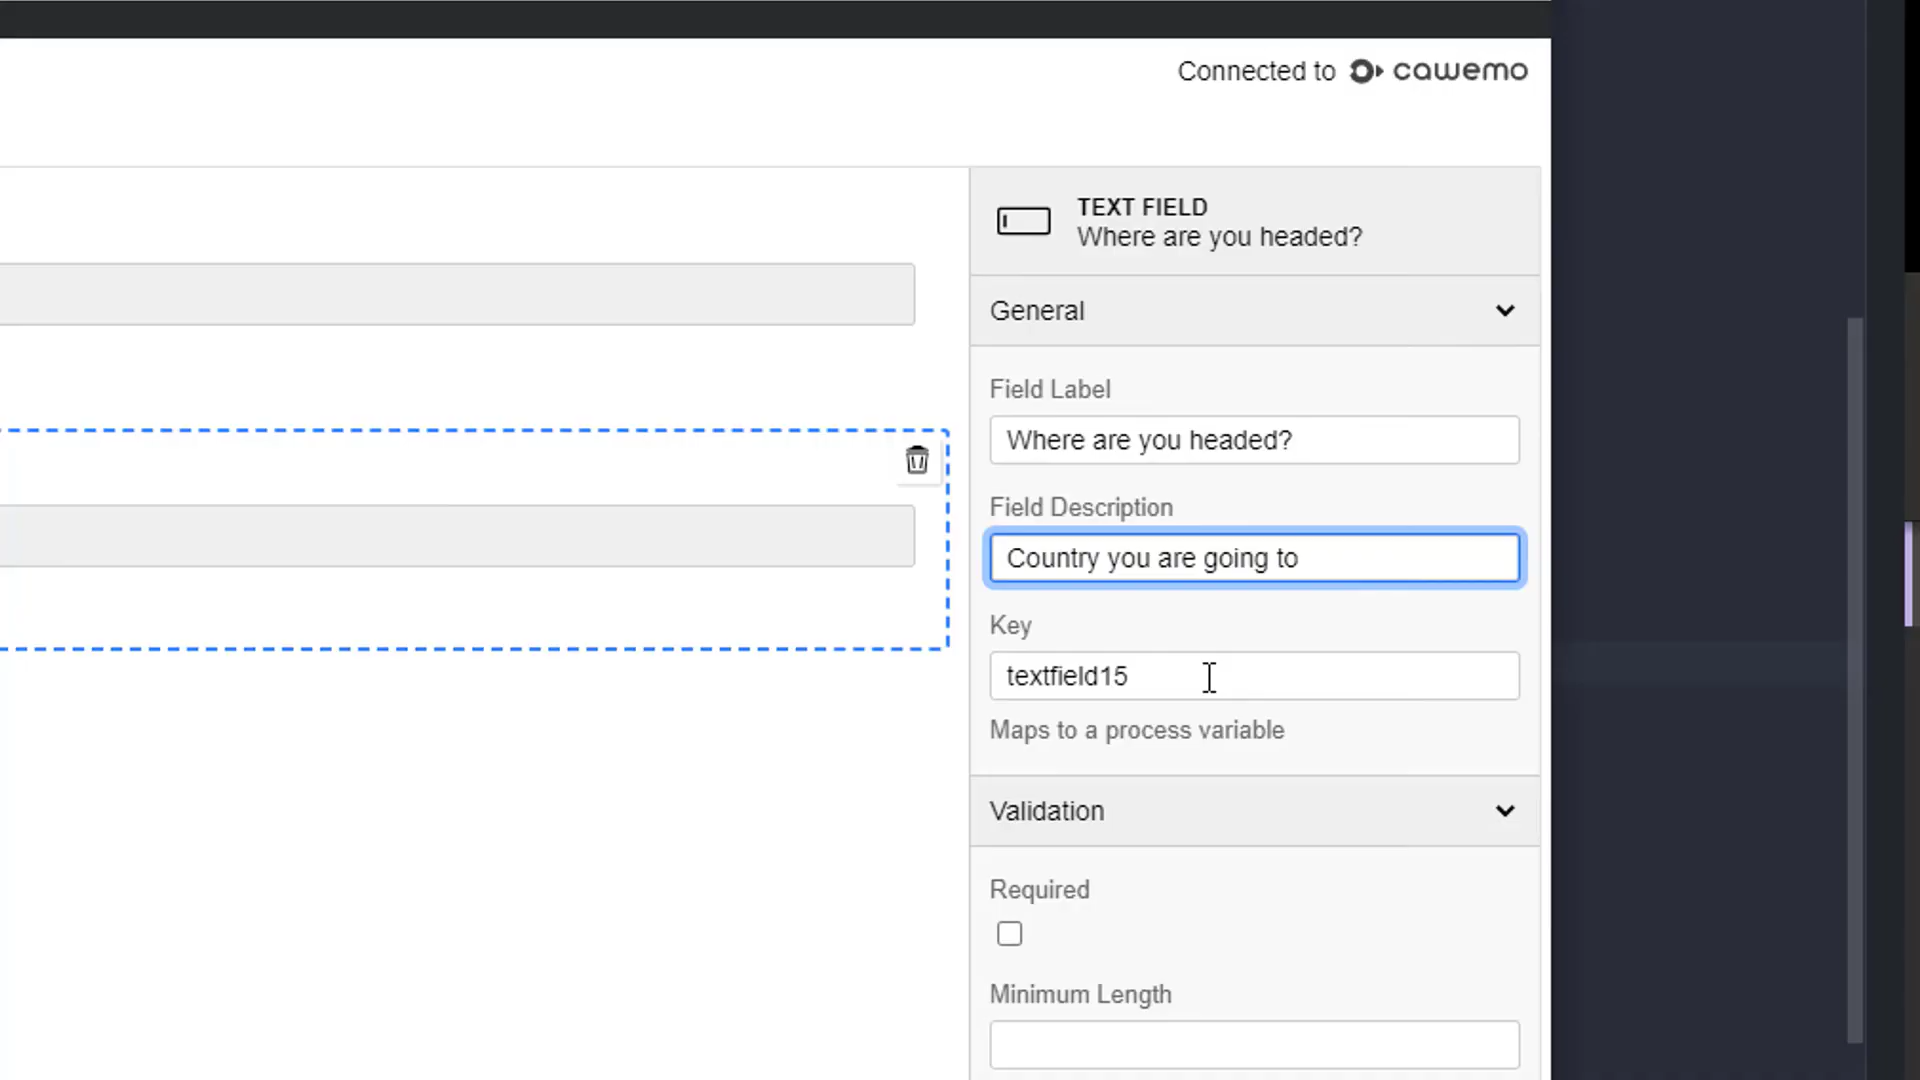 Connected to cawemo
TEXT FIELD
Where are you headed?
General
Field Label
Where are you headed?
Field Description
Country you are going to
Key
textfield15
Maps to a process variable
Validation
Required
Minimum Length